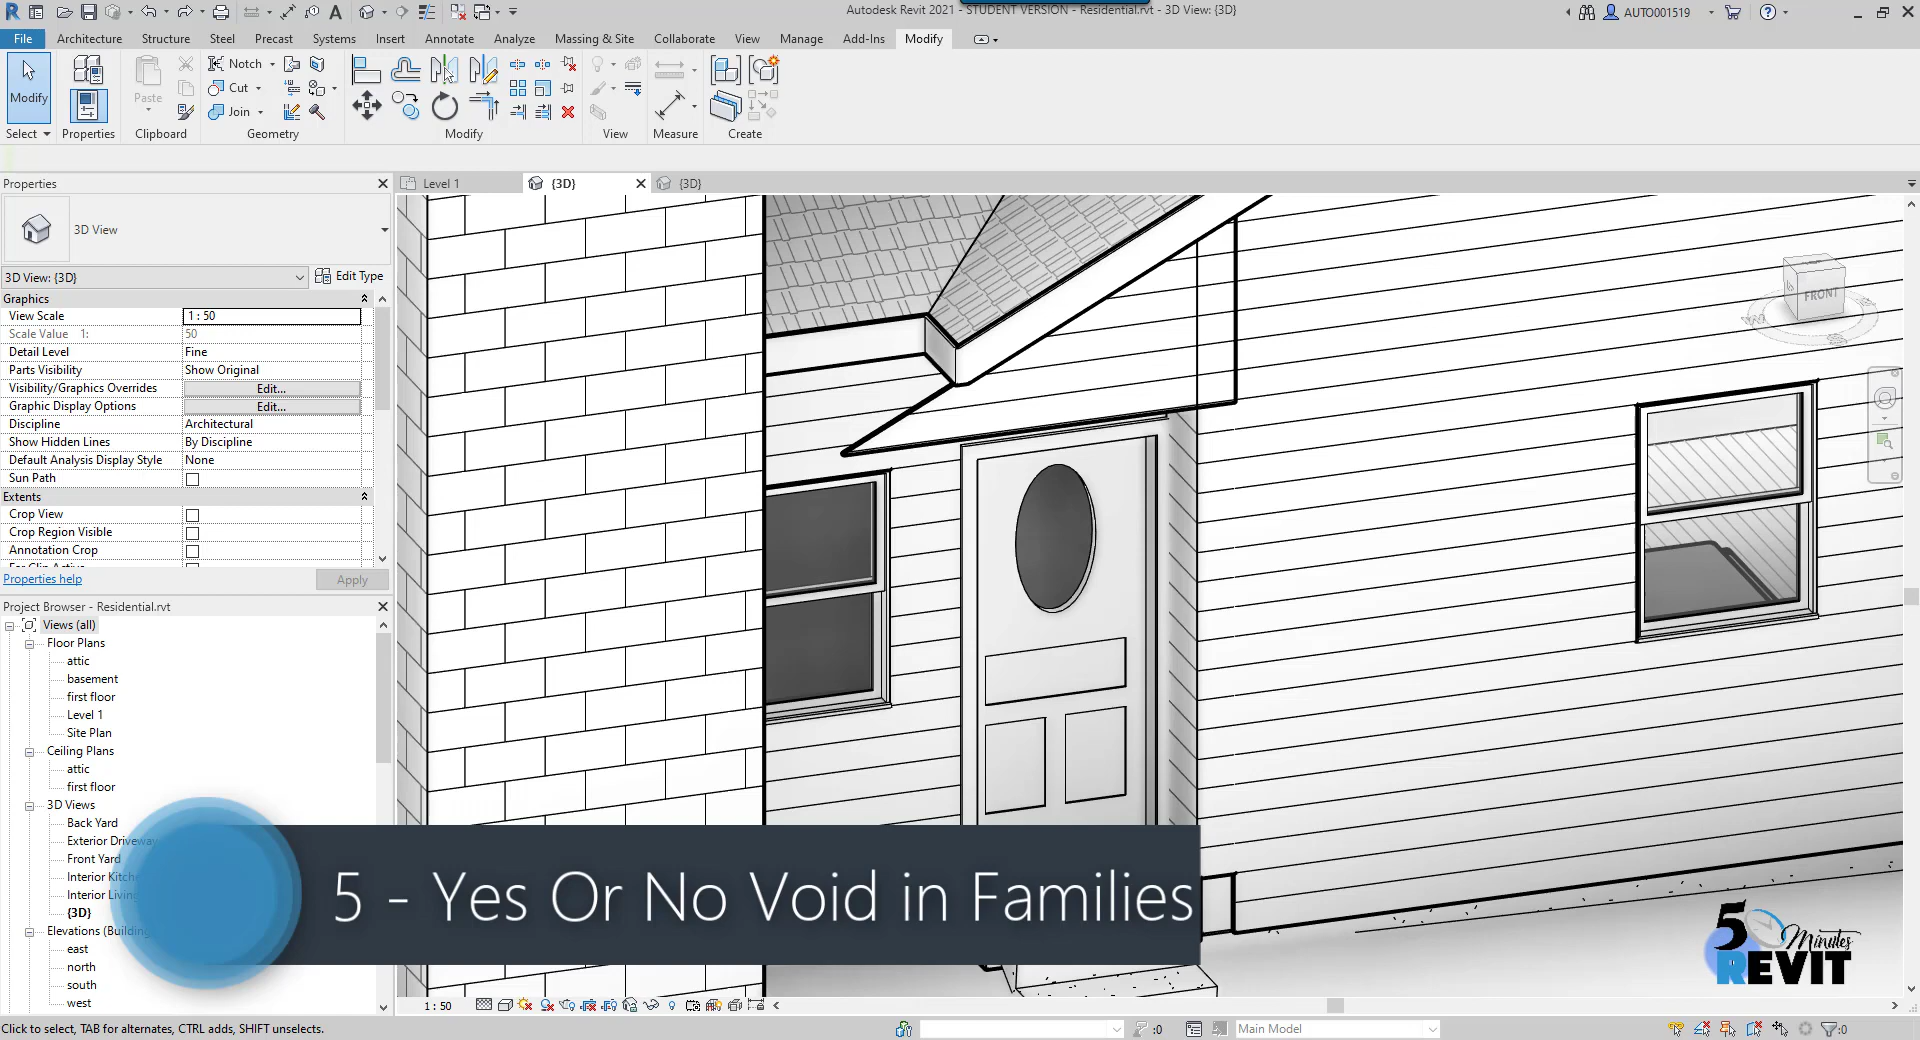 Autodesk Revit 2021 - STUDENT VERSION - Residential.rvt - 3D View: {3D}
AUTO001519
File Architecture Structure Steel Precast Systems Insert Annotate Analyze Massing & Site Collaborate View Manage Add-Ins Modify
Modify
Paste
Notch
Cut
Join
Select Properties Clipboard Geometry Modify View Measure Create
Properties
Level 1
{3D}
{3D}
3D View
3D View: {3D}
Edit Type
Graphics
View Scale 1 : 50
Scale Value 1: 50
Detail Level Fine
Parts Visibility Show Original
Visibility/Graphics Overrides Edit...
Graphic Display Options Edit...
Discipline Architectural
Show Hidden Lines By Discipline
Default Analysis Display Style None
Sun Path
Extents
Crop View
Crop Region Visible
Annotation Crop
Properties help
Apply
Project Browser - Residential.rvt
Views (all)
Floor Plans
attic
basement
first floor
Level 1
Site Plan
Ceiling Plans
attic
first floor
3D Views
Back Yard
Exterior Driveway
Front Yard
Interior Kitche
Interior Livin
{3D}
Elevations (Building
east
north
south
west
FRONT
5 - Yes Or No Void in Families
5 Minutes
REVIT
1 : 50
Click to select, TAB for alternates, CTRL adds, SHIFT unselects.
:0
Main Model
:0